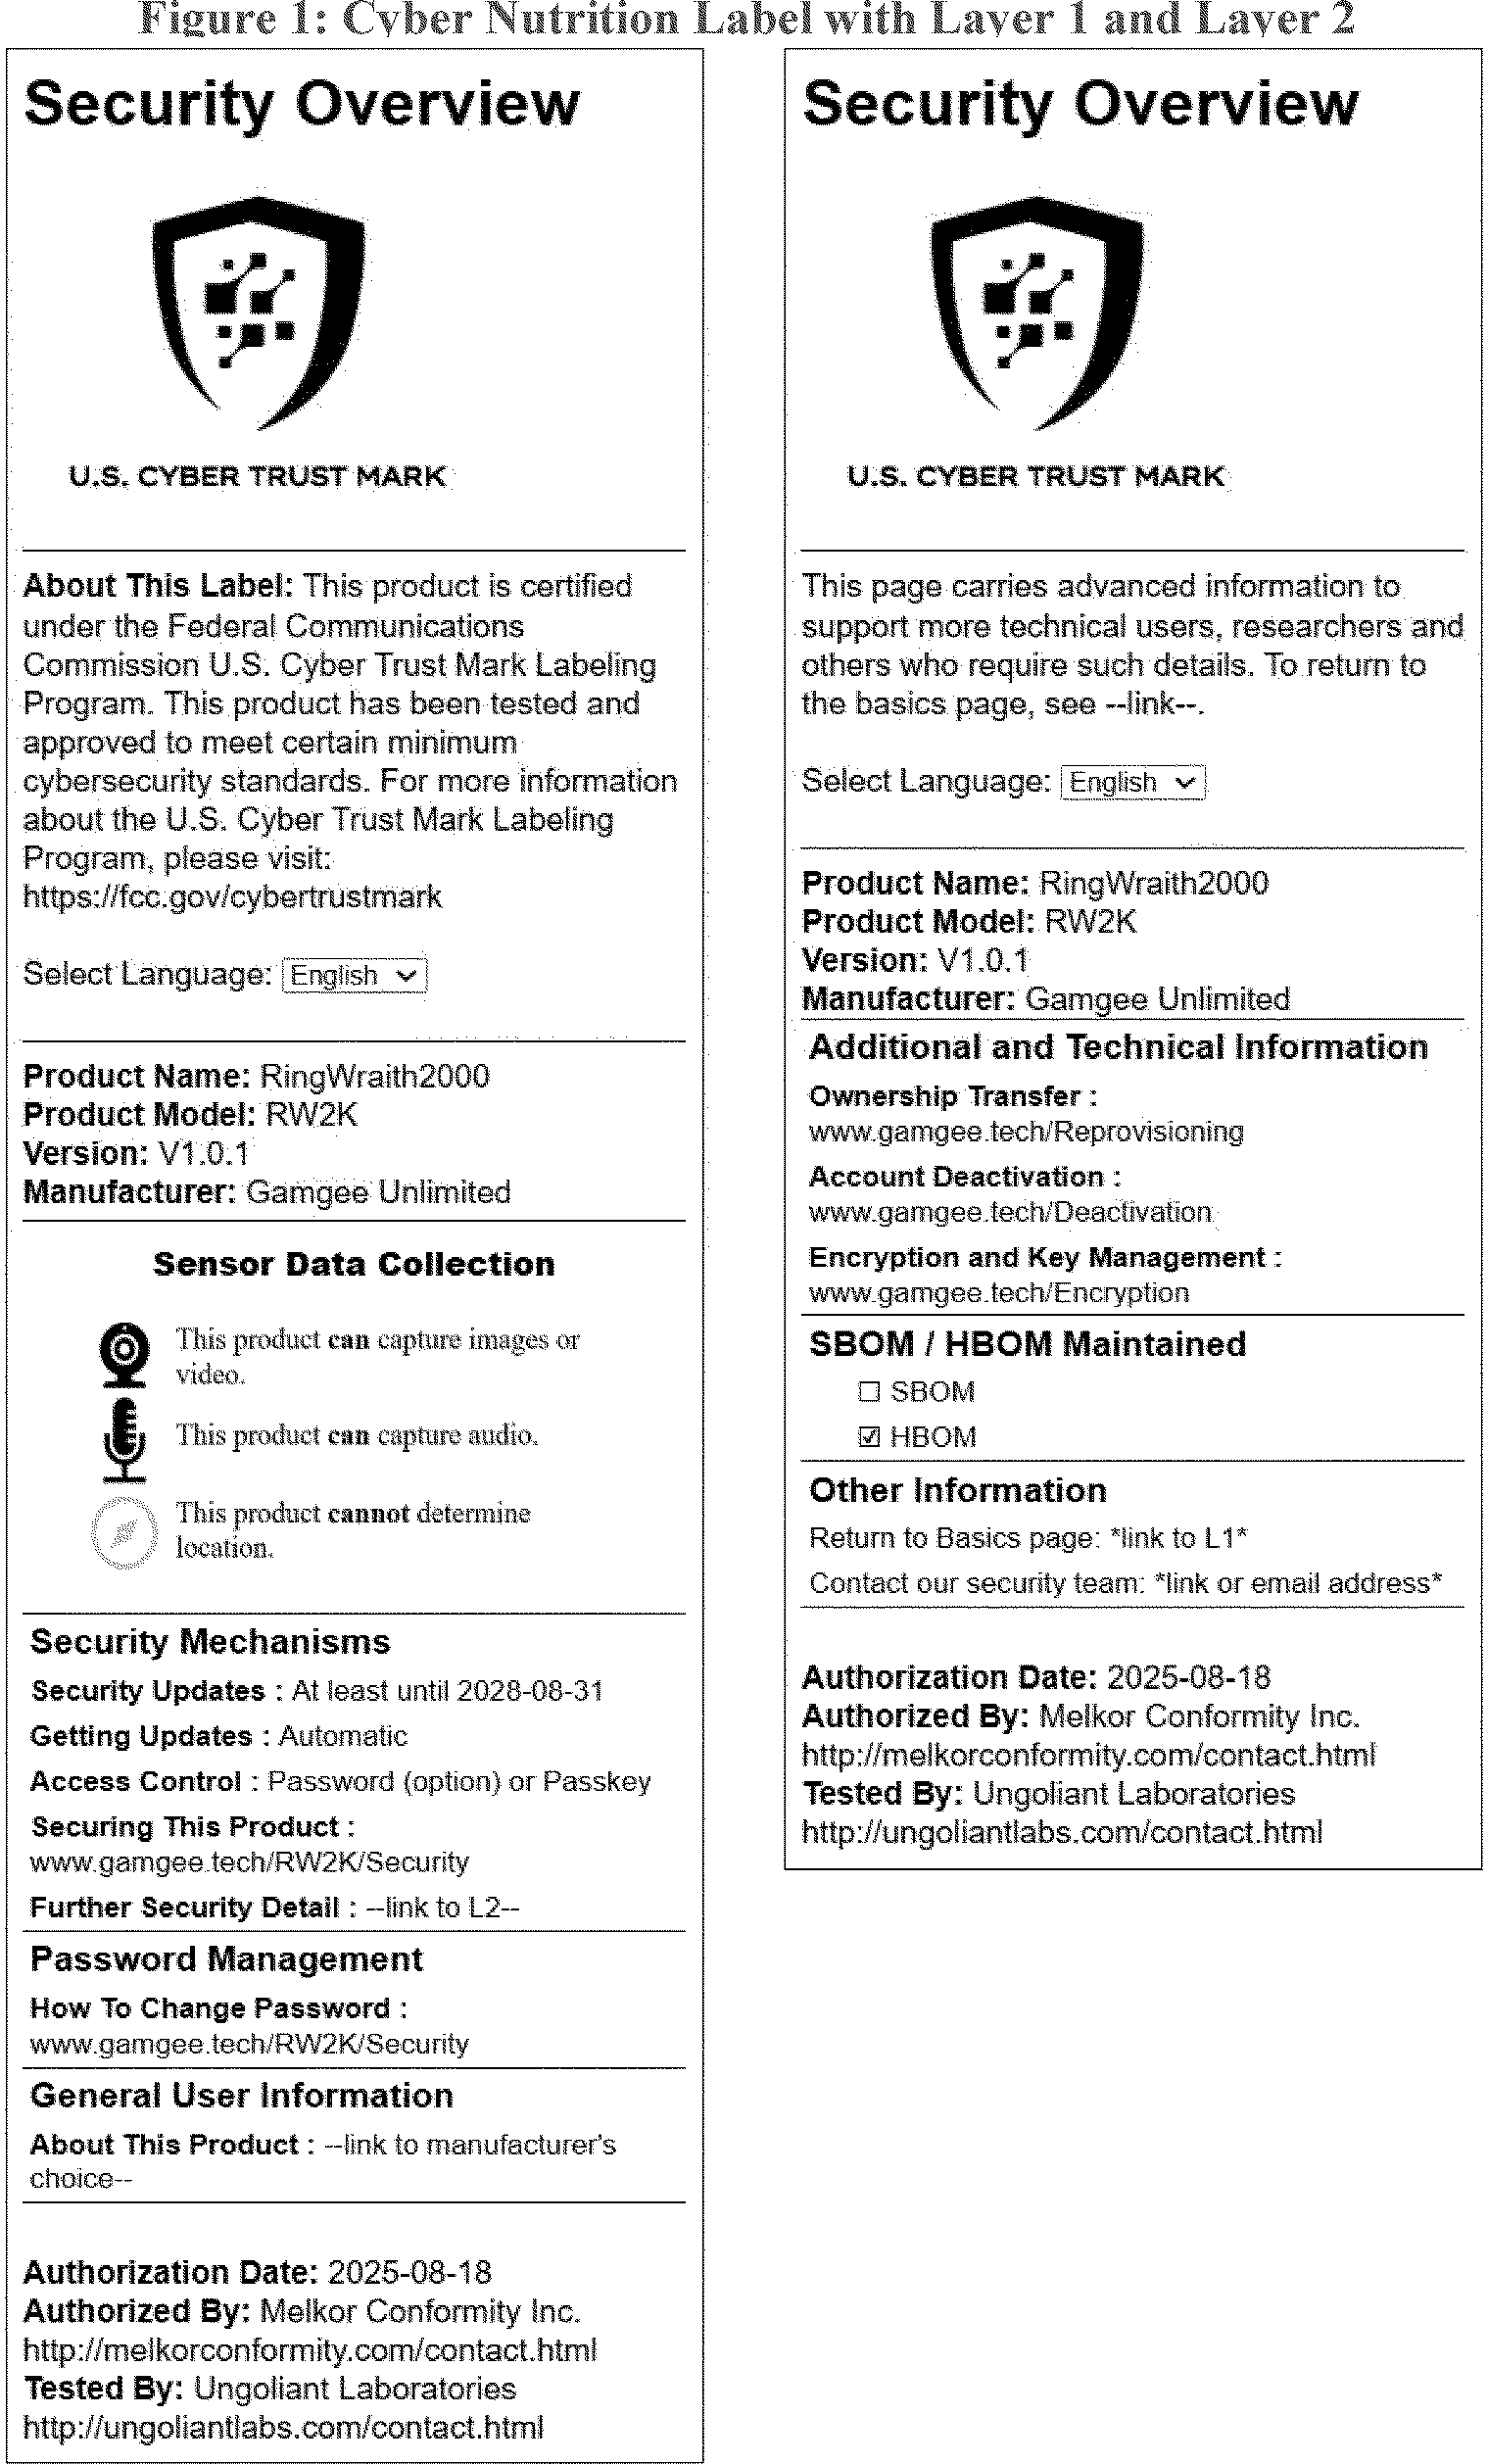 Figure 1: Cyber Nutrition Label with Layer 1 and Layer 2
Security Overview
U.S. CYBER TRUST MARK
About This Label: This product is certified
under the Federal Communications
Commission U.S. Cyber Trust Mark Labeling
Program. This product has been tested and
approved to meet certain minimum
cybersecurity standards. For more information
about the U.S. Cyber Trust Mark Labeling
Program, please visit:
https://fcc.gov/cybertrustmark
Select Language: English
Product Name: RingWraith2000
Product Model: RW2K
Version: V1.0.1
Manufacturer: Gamgee Unlimited
Sensor Data Collection
This product can capture images or
video.
This product can capture audio.
This product cannot determine
location.
Security Mechanisms
Security Updates : At least until 2028-08-31
Getting Updates : Automatic
Access Control : Password (option) or Passkey
Securing This Product :
www.gamgee.tech/RW2K/Security
Further Security Detail : --link to L2--
Password Management
How To Change Password :
www.gamgee.tech/RW2K/Security
General User Information
About This Product : --link to manufacturer's
choice--
Authorization Date: 2025-08-18
Authorized By: Melkor Conformity Inc.
http://melkorconformity.com/contact.html
Tested By: Ungoliant Laboratories
http://ungoliantlabs.com/contact.html
Security Overview
U.S. CYBER TRUST MARK
This page carries advanced information to
support more technical users, researchers and
others who require such details. To return to
the basics page, see --link--.
Select Language: English
Product Name: RingWraith2000
Product Model: RW2K
Version: V1.0.1
Manufacturer: Gamgee Unlimited
Additional and Technical Information
Ownership Transfer :
www.gamgee.tech/Reprovisioning
Account Deactivation :
www.gamgee.tech/Deactivation
Encryption and Key Management :
www.gamgee.tech/Encryption
SBOM / HBOM Maintained
☐ SBOM
☑ HBOM
Other Information
Return to Basics page: *link to L1*
Contact our security team: *link or email address*
Authorization Date: 2025-08-18
Authorized By: Melkor Conformity Inc.
http://melkorconformity.com/contact.html
Tested By: Ungoliant Laboratories
http://ungoliantlabs.com/contact.html